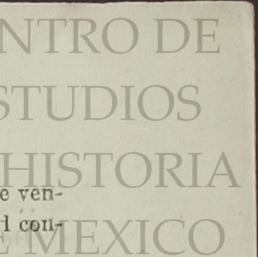 NTRO DE
STUDIOS
HISTORIA
e ven-
d con-
E MEXICO